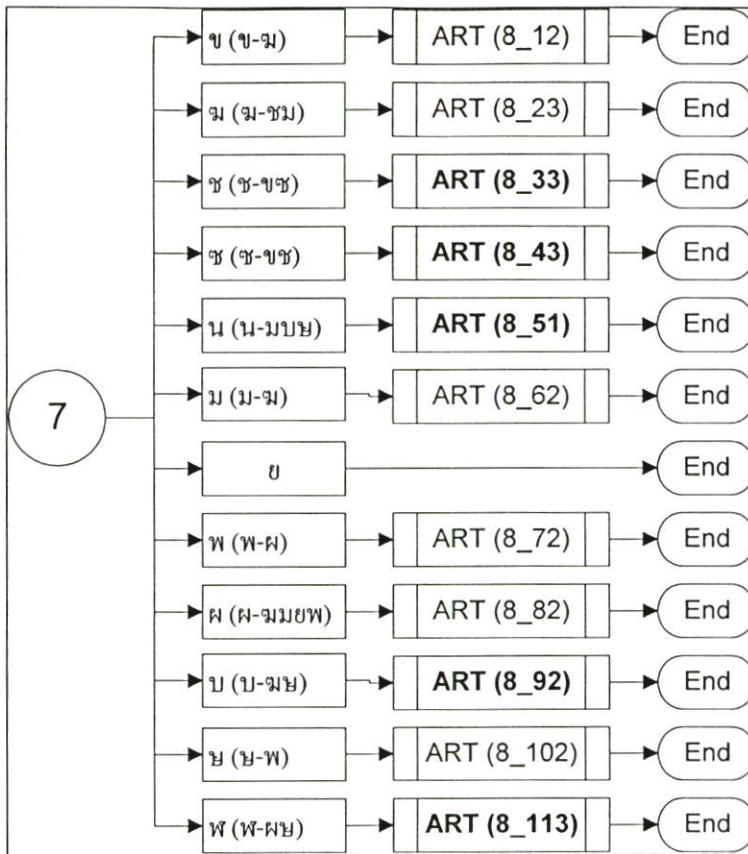 ข (ข-ฆ) ART (8_12) End
ฆ (ฆ-ชม) ART (8_23) End
ช (ช-ขซ) ART (8_33) End
ซ (ซ-ขช) ART (8_43) End
น (น-มบษ) ART (8_51) End
ม (ม-ฆ) ART (8_62) End
7
ย End
พ (พ-ผ) ART (8_72) End
ผ (ผ-ฆมยพ) ART (8_82) End
บ (บ-ฆษ) ART (8_92) End
ษ (ษ-พ) ART (8_102) End
ฬ (ฬ-ผษ) ART (8_113) End